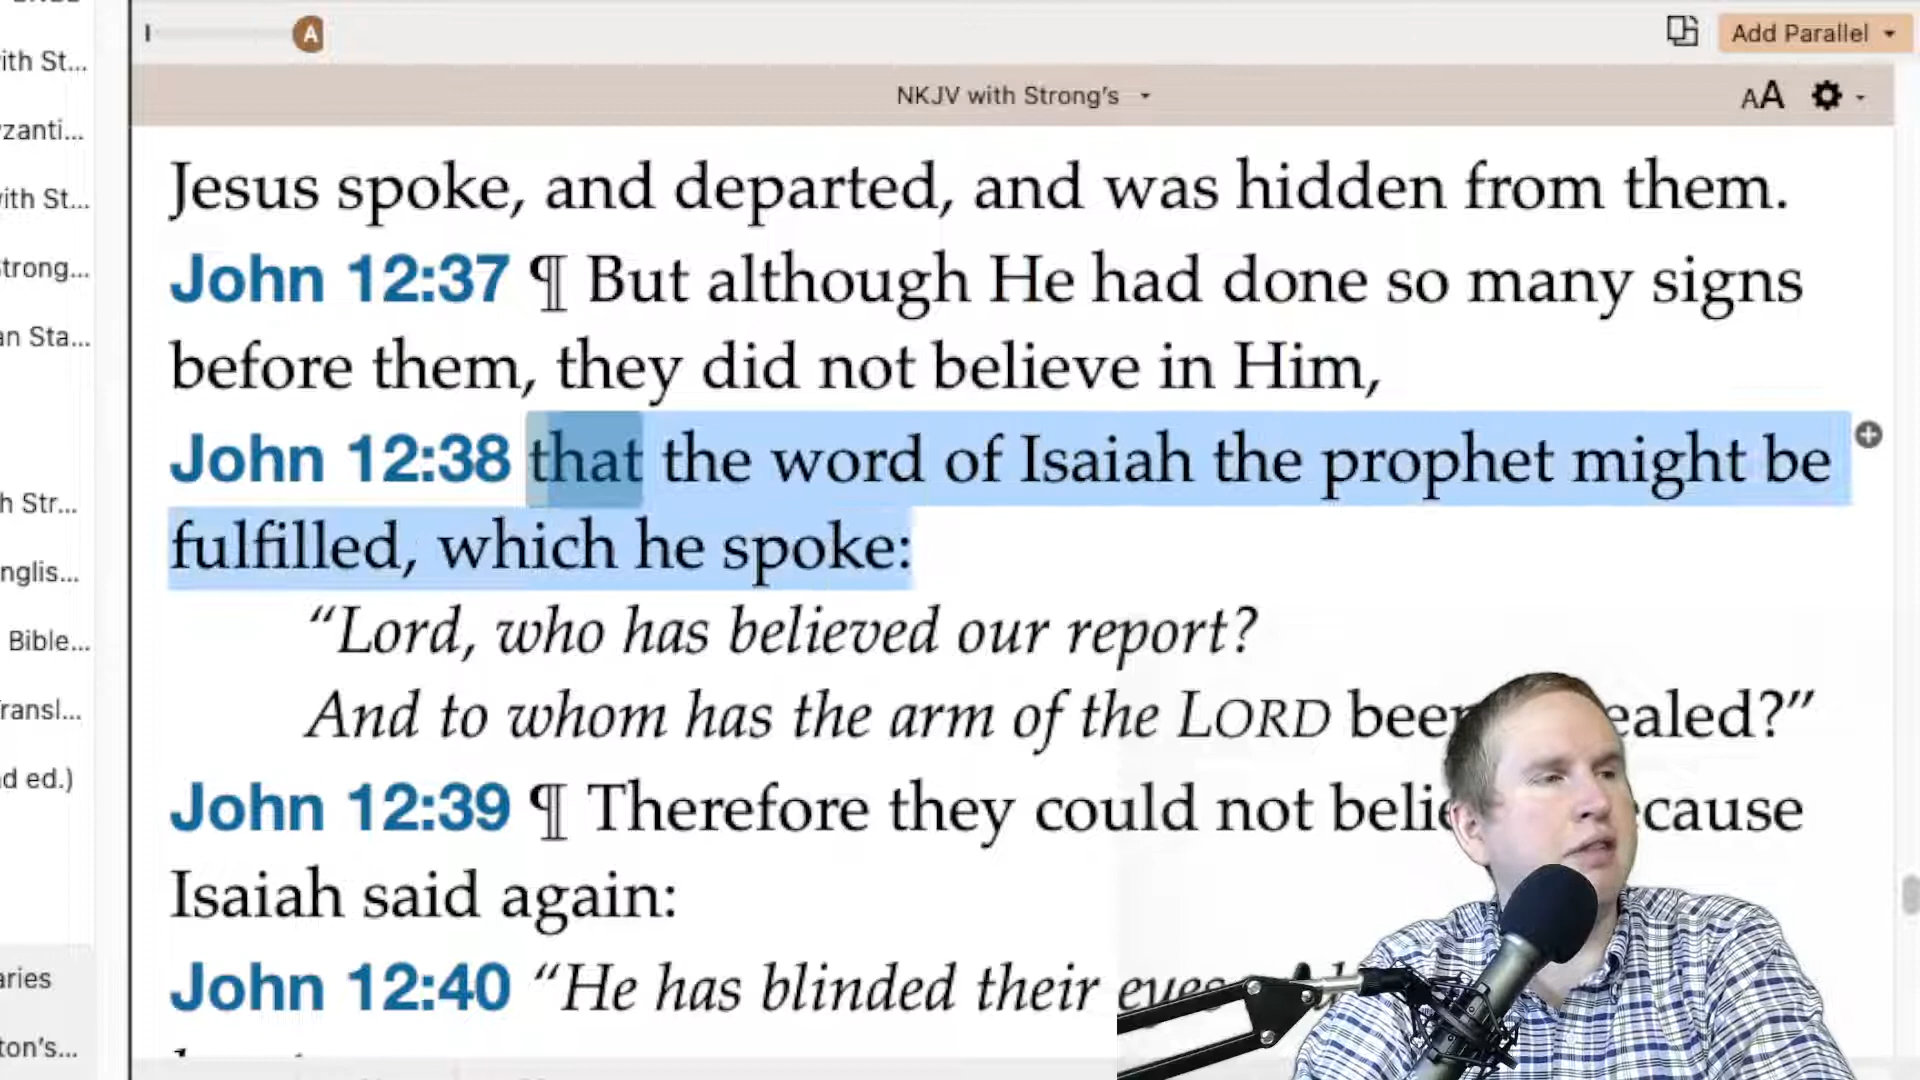 A
Add Parallel
NKJV with Strong's
AA
ith St...
zanti...
ith St...
trong...
an Sta...
h Str...
nglis...
Bible...
ransl...
d ed.)
aries
ton's...
Jesus spoke, and departed, and was hidden from them.
John 12:37 ¶ But although He had done so many signs
before them, they did not believe in Him,
John 12:38 that the word of Isaiah the prophet might be
fulfilled, which he spoke:
“Lord, who has believed our report?
And to whom has the arm of the LORD been ealed?”
John 12:39 ¶ Therefore they could not belie cause
Isaiah said again:
John 12:40 “He has blinded their eyes